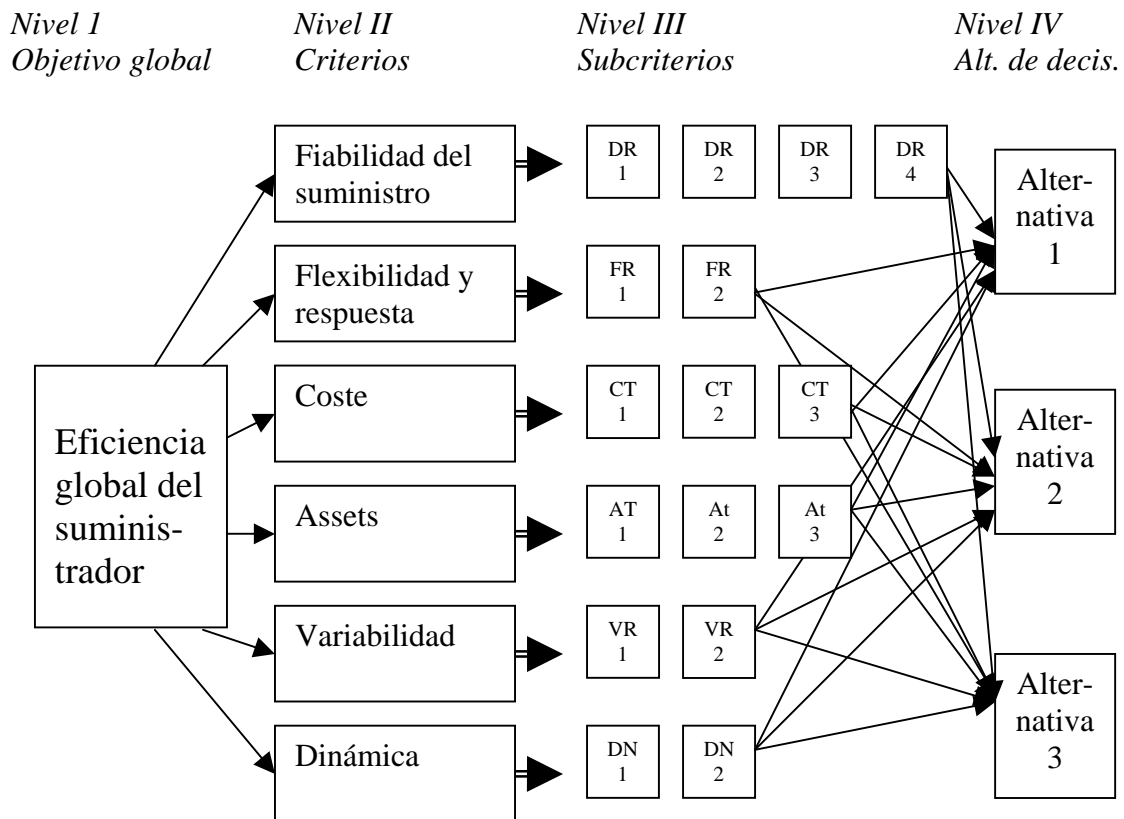 Nivel 1
Objetivo global
Nivel II
Criterios
Nivel III
Subcriterios
Nivel IV
Alt. de decis.
Eficiencia
global del
suminis-
trador
Fiabilidad del
suministro
DR
1
DR
2
DR
3
DR
4
Flexibilidad y
respuesta
FR
1
FR
2
Coste
CT
1
CT
2
CT
3
Assets
AT
1
At
2
At
3
Variabilidad
VR
1
VR
2
Dinámica
DN
1
DN
2
Alter-
nativa
1
Alter-
nativa
2
Alter-
nativa
3